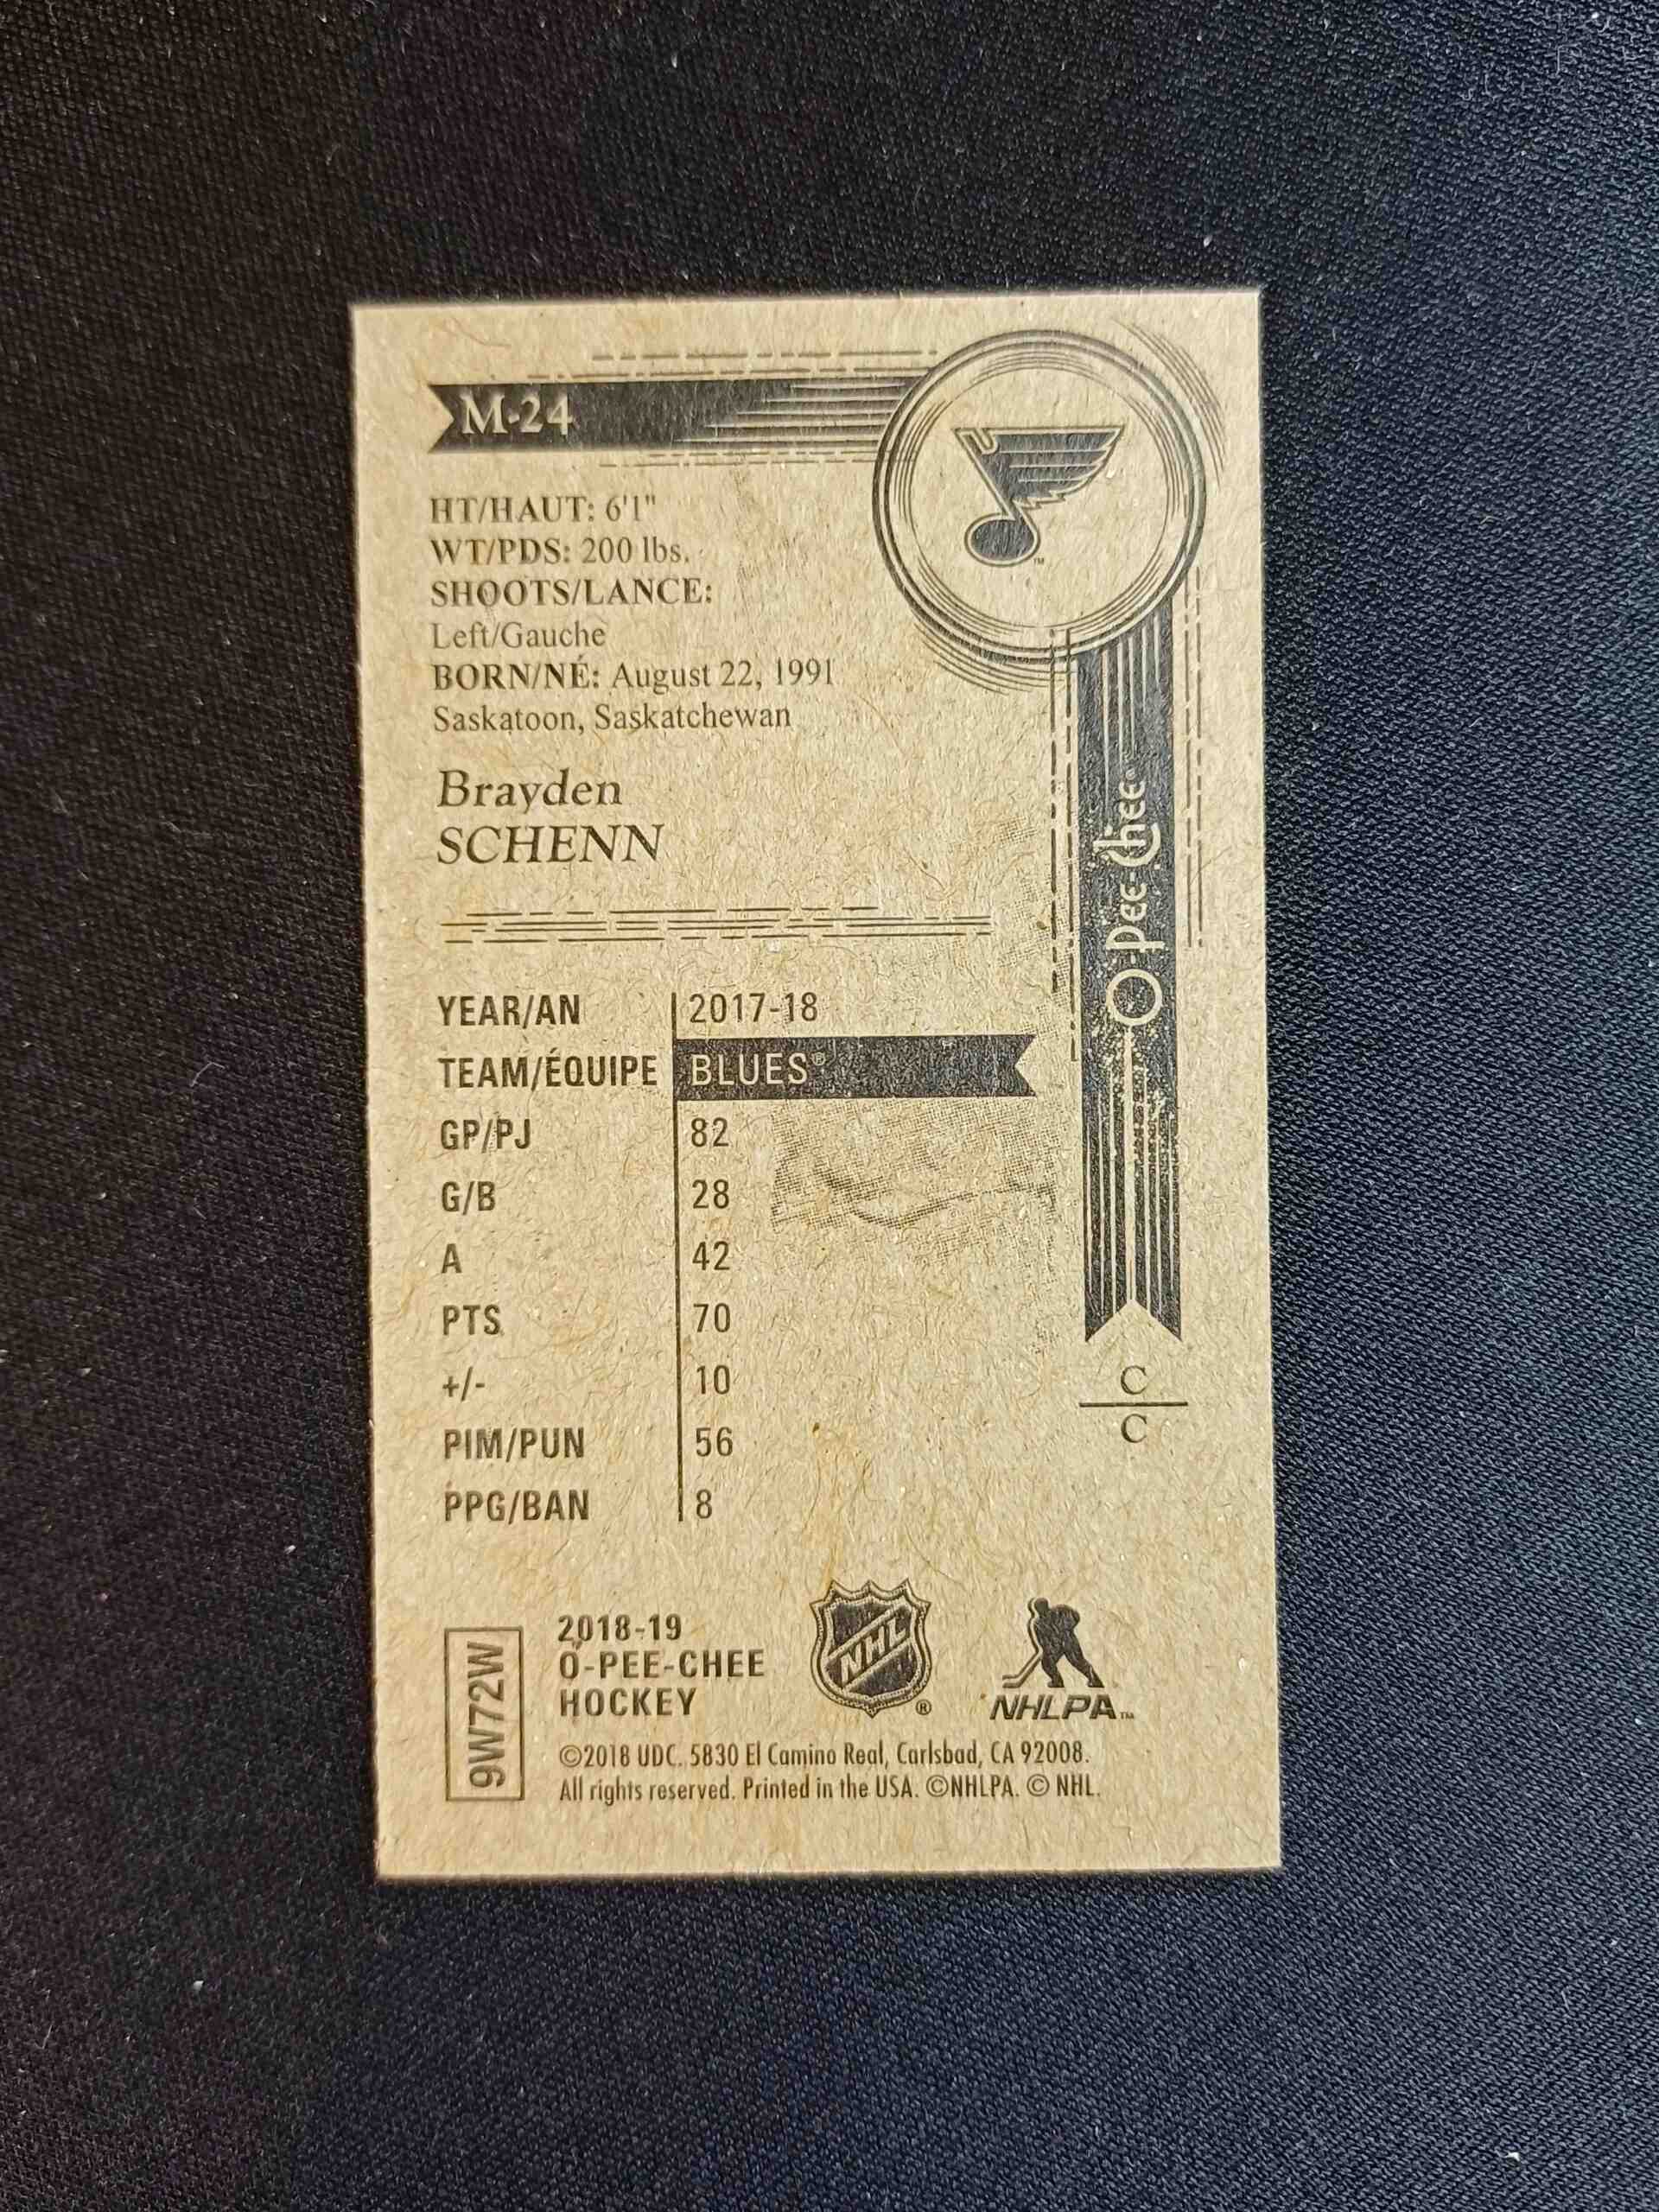 M-24
HT/HAUT: 6'1"
WT/PDS: 200 lbs.
SHOOTS/LANCE:
Left/Gauche
BORN/NÉ: August 22, 1991
Saskatoon, Saskatchewan
Brayden
SCHENN
O-Pee-Chee®
YEAR/AN 2017-18
TEAM/ÉQUIPE BLUES®
GP/PJ 82
G/B 28
A 42
PTS 70
+/- 10
PIM/PUN 56
PPG/BAN 8
C
C
9W72W
2018-19
O-PEE-CHEE
HOCKEY
NHL®
NHLPA™
©2018 UDC. 5830 El Camino Real, Carlsbad, CA 92008.
All rights reserved. Printed in the USA. ©NHLPA. © NHL.